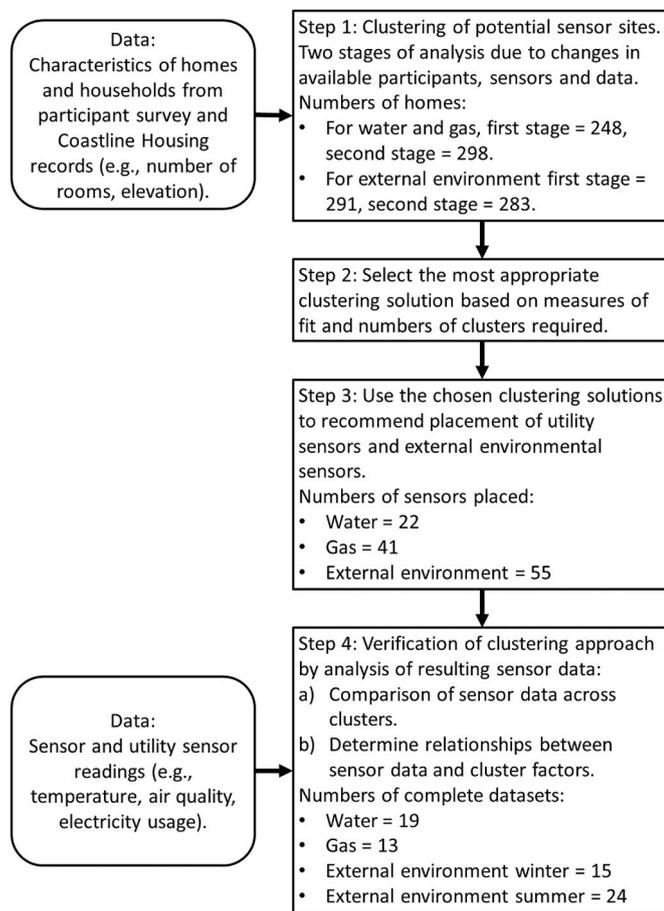 Data:
Characteristics of homes
and households from
participant survey and
Coastline Housing
records (e.g., number of
rooms, elevation).
Step 1: Clustering of potential sensor sites.
Two stages of analysis due to changes in
available participants, sensors and data.
Numbers of homes:
• For water and gas, first stage = 248,
second stage = 298.
• For external environment first stage =
291, second stage = 283.
Step 2: Select the most appropriate
clustering solution based on measures of
fit and numbers of clusters required.
Step 3: Use the chosen clustering solutions
to recommend placement of utility
sensors and external environmental
sensors.
Numbers of sensors placed:
• Water = 22
• Gas = 41
• External environment = 55
Data:
Sensor and utility sensor
readings (e.g.,
temperature, air quality,
electricity usage).
Step 4: Verification of clustering approach
by analysis of resulting sensor data:
a) Comparison of sensor data across
clusters.
b) Determine relationships between
sensor data and cluster factors.
Numbers of complete datasets:
• Water = 19
• Gas = 13
• External environment winter = 15
• External environment summer = 24